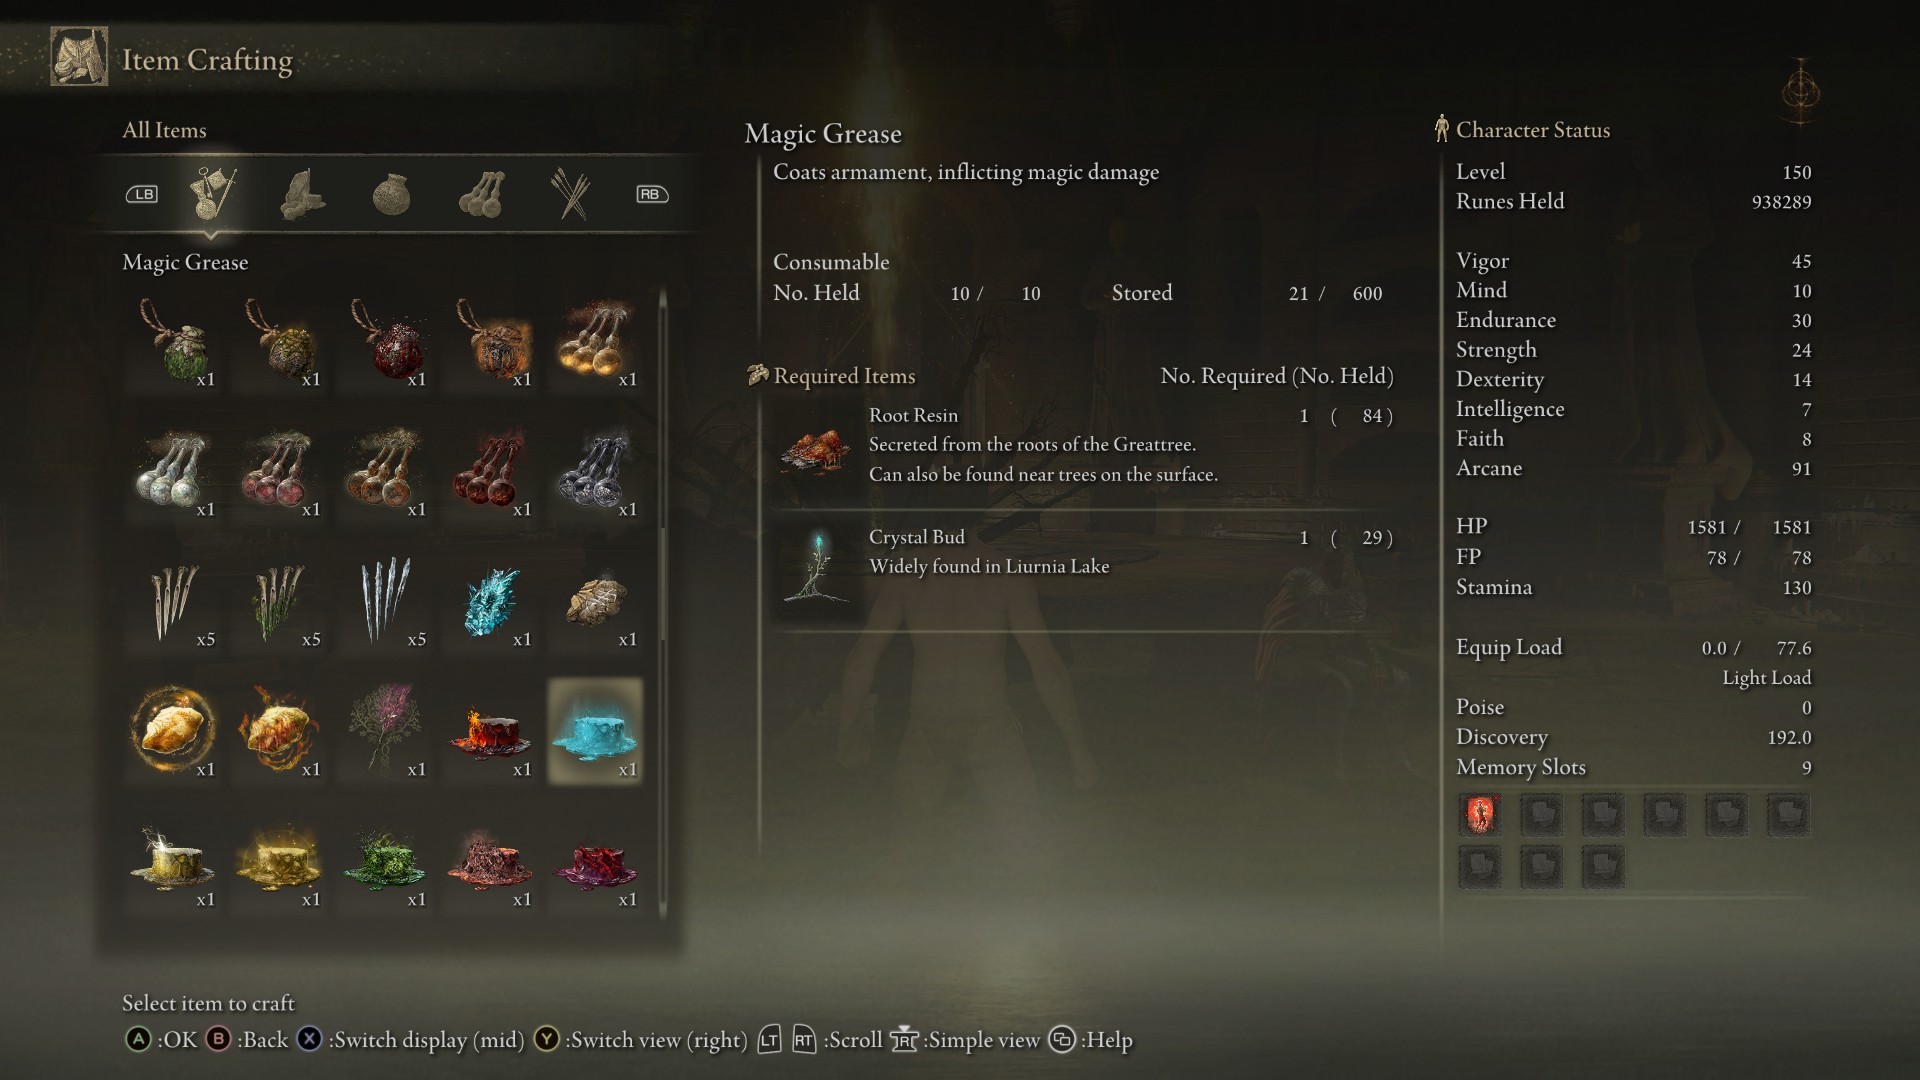 Item Crafting
All Items
LB
RB
Magic Grease
x1 x1 x1 x1 x1
x1 x1 x1 x1 x1
x5 x5 x5 x1 x1
x1 x1 x1 x1 x1
x1 x1 x1 x1 x1
Magic Grease
Coats armament, inflicting magic damage
Consumable
No. Held 10 / 10 Stored 21 / 600
Required Items No. Required (No. Held)
Root Resin 1 ( 84 )
Secreted from the roots of the Greattree.
Can also be found near trees on the surface.
Crystal Bud 1 ( 29 )
Widely found in Liurnia Lake
Character Status
Level 150
Runes Held 938289
Vigor 45
Mind 10
Endurance 30
Strength 24
Dexterity 14
Intelligence 7
Faith 8
Arcane 91
HP 1581 / 1581
FP 78 / 78
Stamina 130
Equip Load 0.0 / 77.6
Light Load
Poise 0
Discovery 192.0
Memory Slots 9
Select item to craft
A :OK B :Back X :Switch display (mid) Y :Switch view (right) LT RT :Scroll R :Simple view :Help